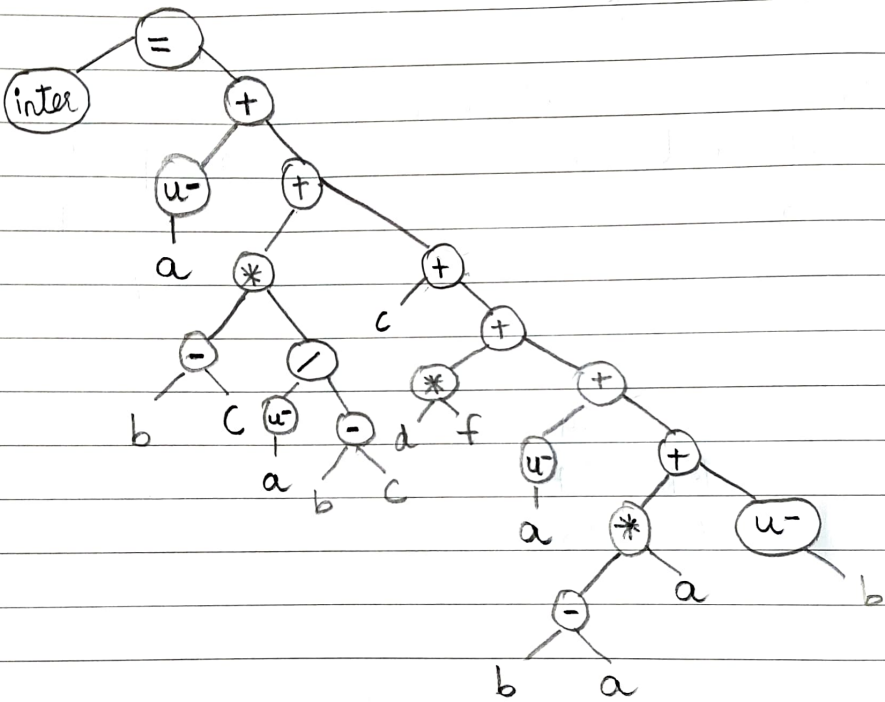 =
inter +
u- +
a * +
c
- / +
* +
b c u- - d f
a b c u- +
a * u-
a b
-
b a